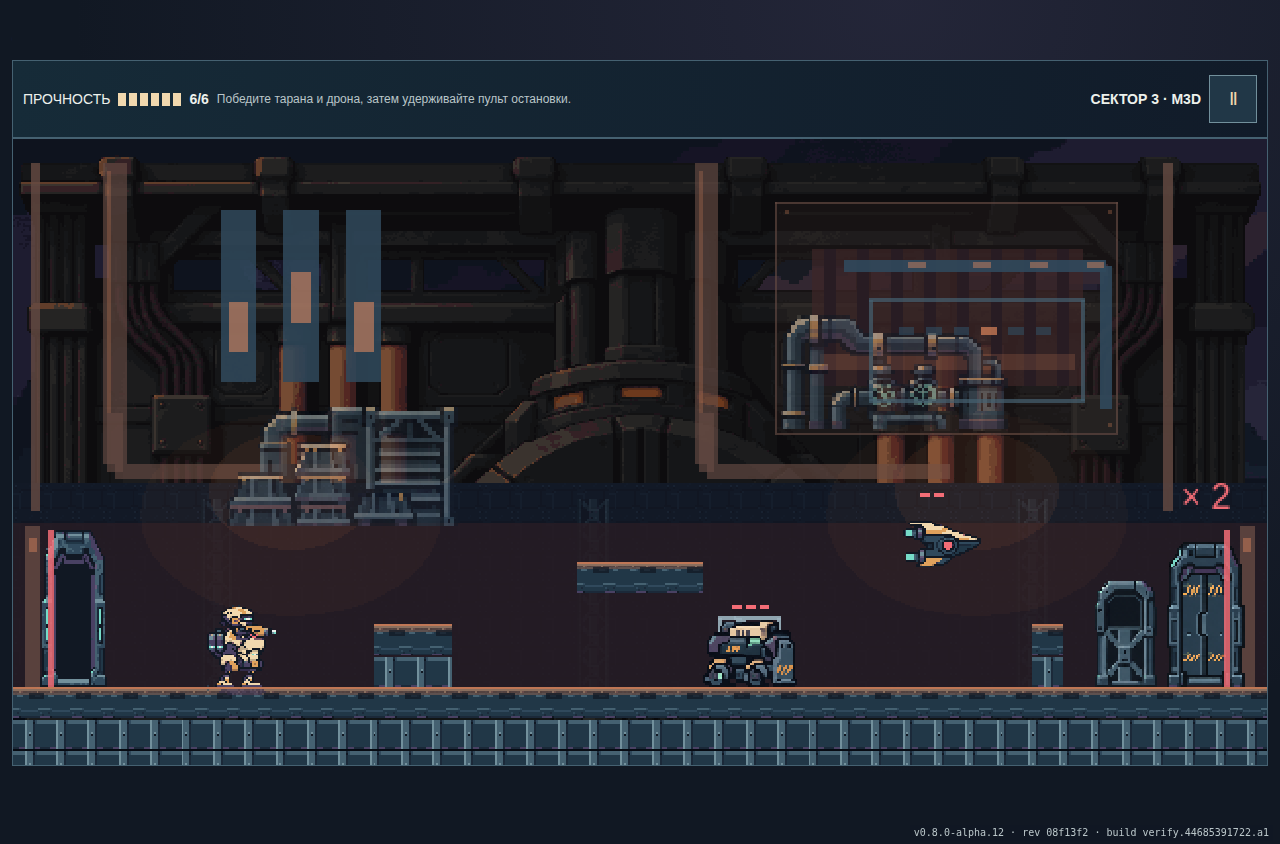 ПРОЧНОСТЬ 6/6 Победите тарана и дрона, затем удерживайте пульт остановки. СЕКТОР 3 · М3D II
× 2
v0.8.0-alpha.12 · rev 08f13f2 · build verify.44685391722.a1